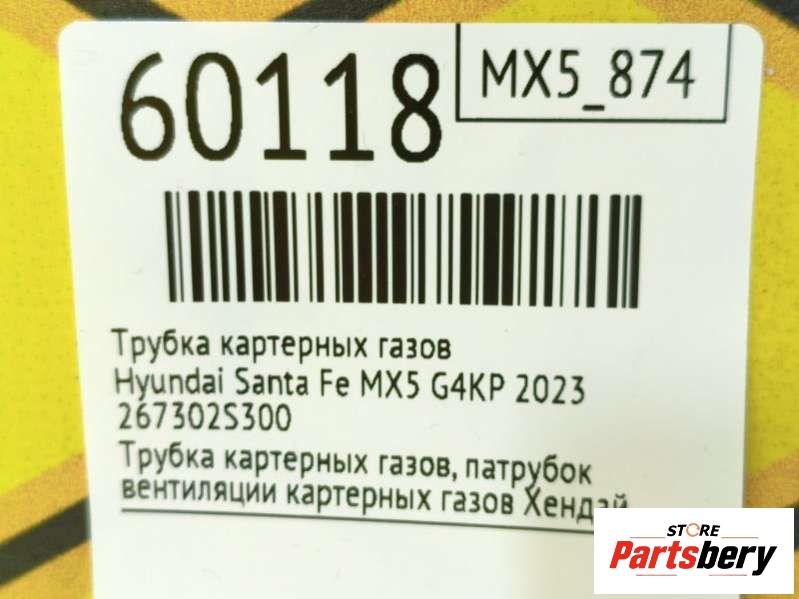 60118
MX5_874
Трубка картерных газов
Hyundai Santa Fe MX5 G4KP 2023
267302S300
Трубка картерных газов, патрубок
вентиляции картерных газов Хендай
STORE
Partsbery